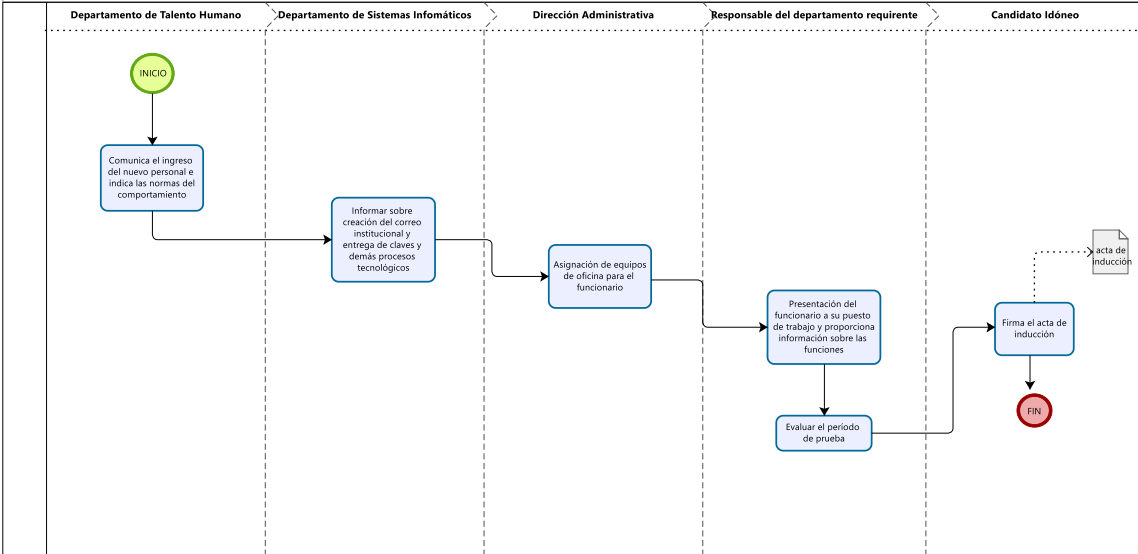 Departamento de Talento Humano
Departamento de Sistemas Infomáticos
Dirección Administrativa
Responsable del departamento requirente
Candidato Idóneo
INICIO
Comunica el ingreso
del nuevo personal e
indica las normas del
comportamiento
Informar sobre
creación del correo
institucional y
entrega de claves y
demás procesos
tecnológicos
Asignación de equipos
de oficina para el
funcionario
Presentación del
funcionario a su puesto
de trabajo y proporciona
información sobre las
funciones
Evaluar el período
de prueba
Firma el acta de
inducción
acta de
inducción
FIN